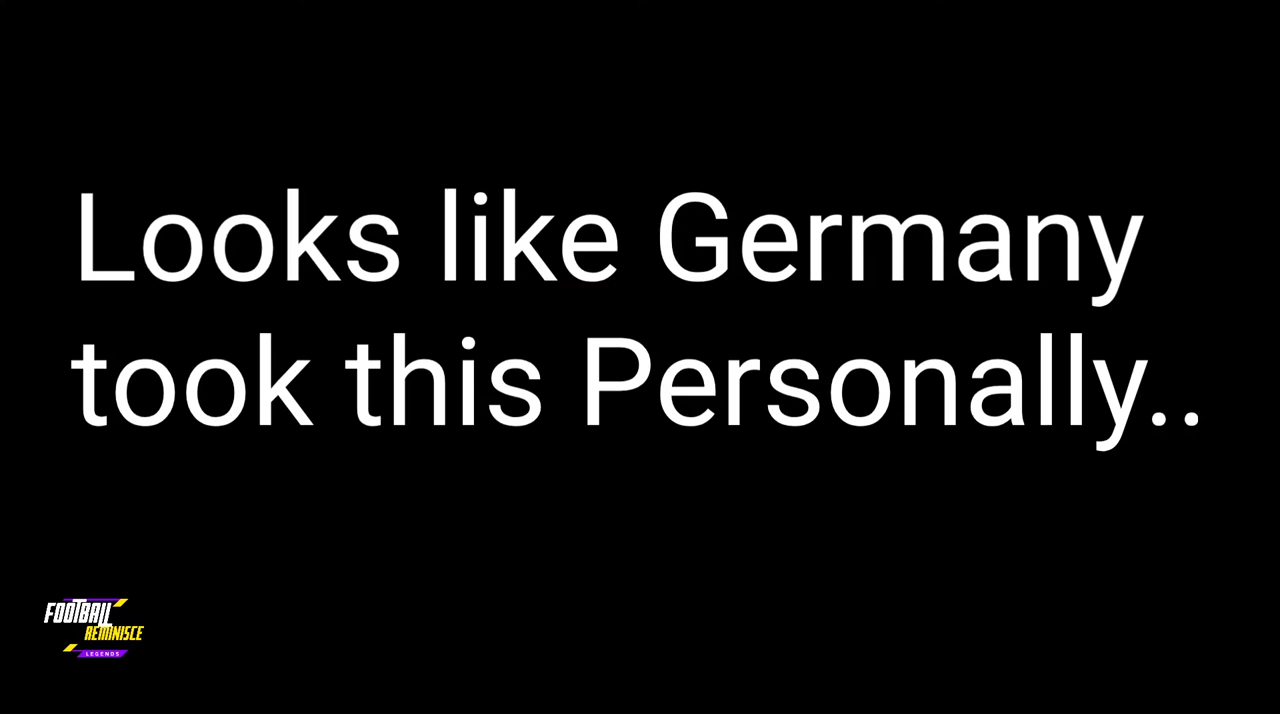 Looks like Germany
took this Personally..
FOOTBALL
REMINISCE
LEGENDS